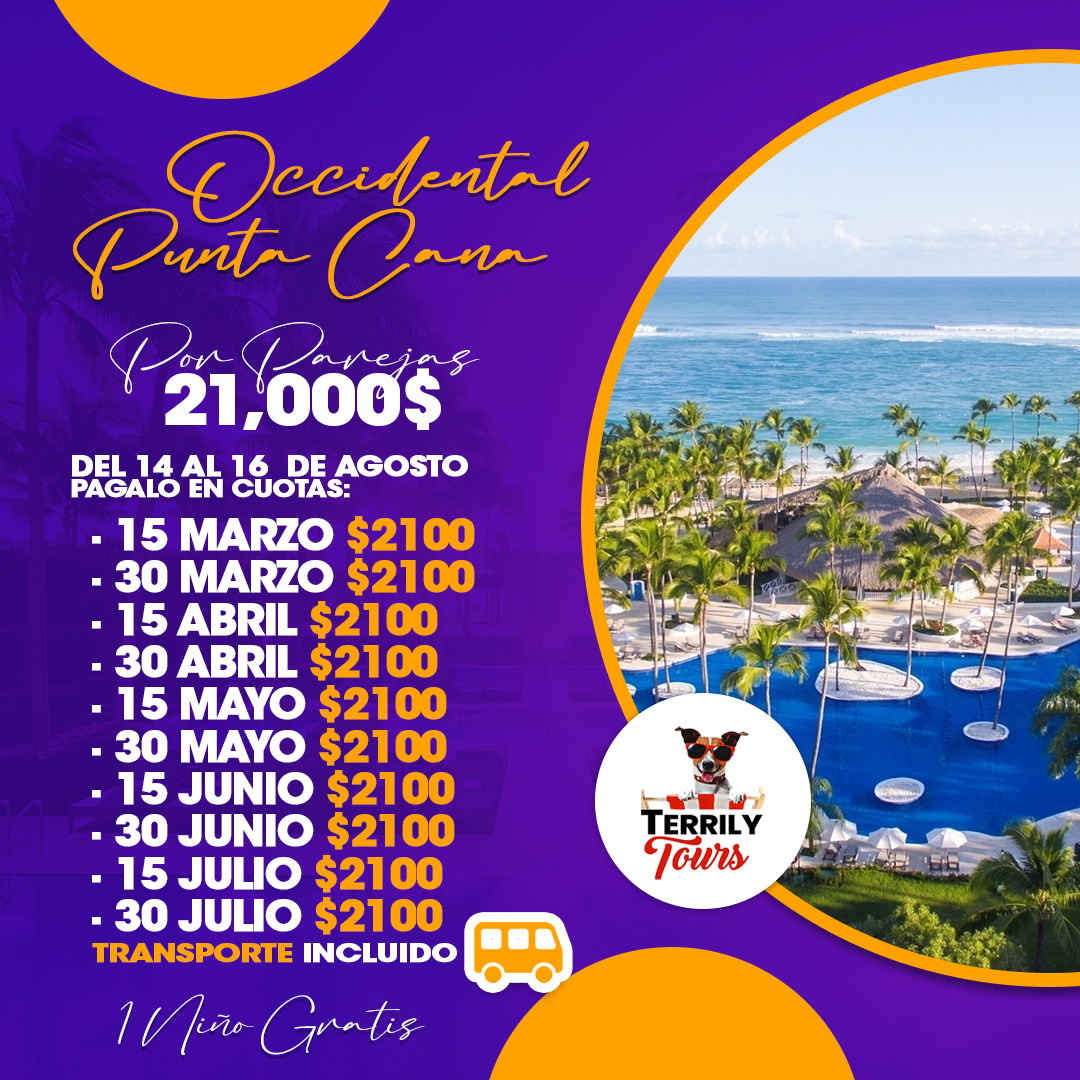 Occidental
Punta Cana
Por Parejas
21,000$
DEL 14 AL 16 DE AGOSTO
PAGALO EN CUOTAS:
- 15 MARZO $2100
- 30 MARZO $2100
- 15 ABRIL $2100
- 30 ABRIL $2100
- 15 MAYO $2100
- 30 MAYO $2100
- 15 JUNIO $2100
- 30 JUNIO $2100
- 15 JULIO $2100
- 30 JULIO $2100
TRANSPORTE INCLUIDO
1 Niño Gratis
TERRILY
Tours